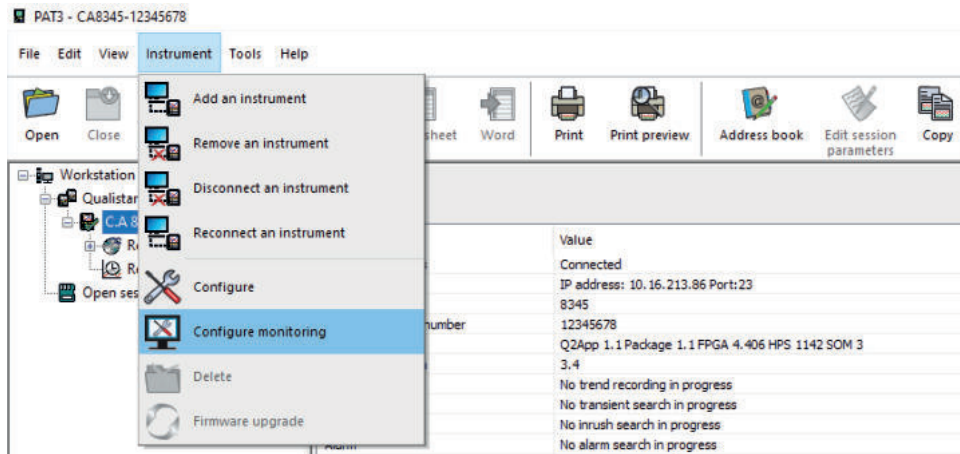 PAT3 - CA8345-12345678
File Edit View Instrument Tools Help
Open Close sheet Word Print Print preview Address book Edit session parameters Copy
Add an instrument
Remove an instrument
Disconnect an instrument
Reconnect an instrument
Configure
Configure monitoring
Delete
Firmware upgrade
Workstation
Qualistar
C.A 8
R
R
Open ses
Value
Connected
IP address: 10.16.213.86 Port:23
8345
number 12345678
Q2App 1.1 Package 1.1 FPGA 4.406 HPS 1142 SOM 3
3.4
No trend recording in progress
No transient search in progress
No inrush search in progress
Alarm No alarm search in progress